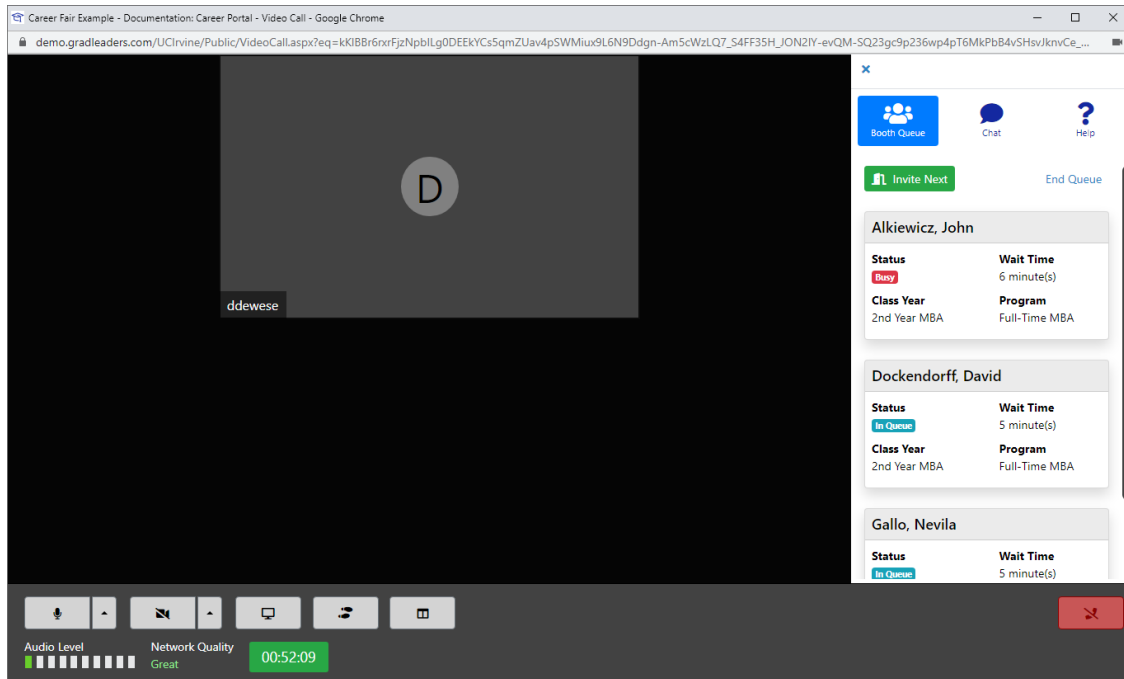 Career Fair Example - Documentation: Career Portal - Video Call - Google Chrome
demo.gradleaders.com/UCIrvine/Public/VideoCall.aspx?eq=kKIBBr6rxrFjzNpbILg0DEEkYCs5qmZUav4pSWMiux9L6N9Ddgn-Am5cWzLQ7_S4FF35H_JON2IY-evQM-SQ23gc9p236wp4pT6MkPbB4vSHsvJknvCe_...
D
ddewese
×
Booth Queue Chat ? Help
Invite Next End Queue
Alkiewicz, John
Status Wait Time
Busy 6 minute(s)
Class Year Program
2nd Year MBA Full-Time MBA
Dockendorff, David
Status Wait Time
In Queue 5 minute(s)
Class Year Program
2nd Year MBA Full-Time MBA
Gallo, Nevila
Status Wait Time
In Queue 5 minute(s)
Audio Level Network Quality
Great 00:52:09